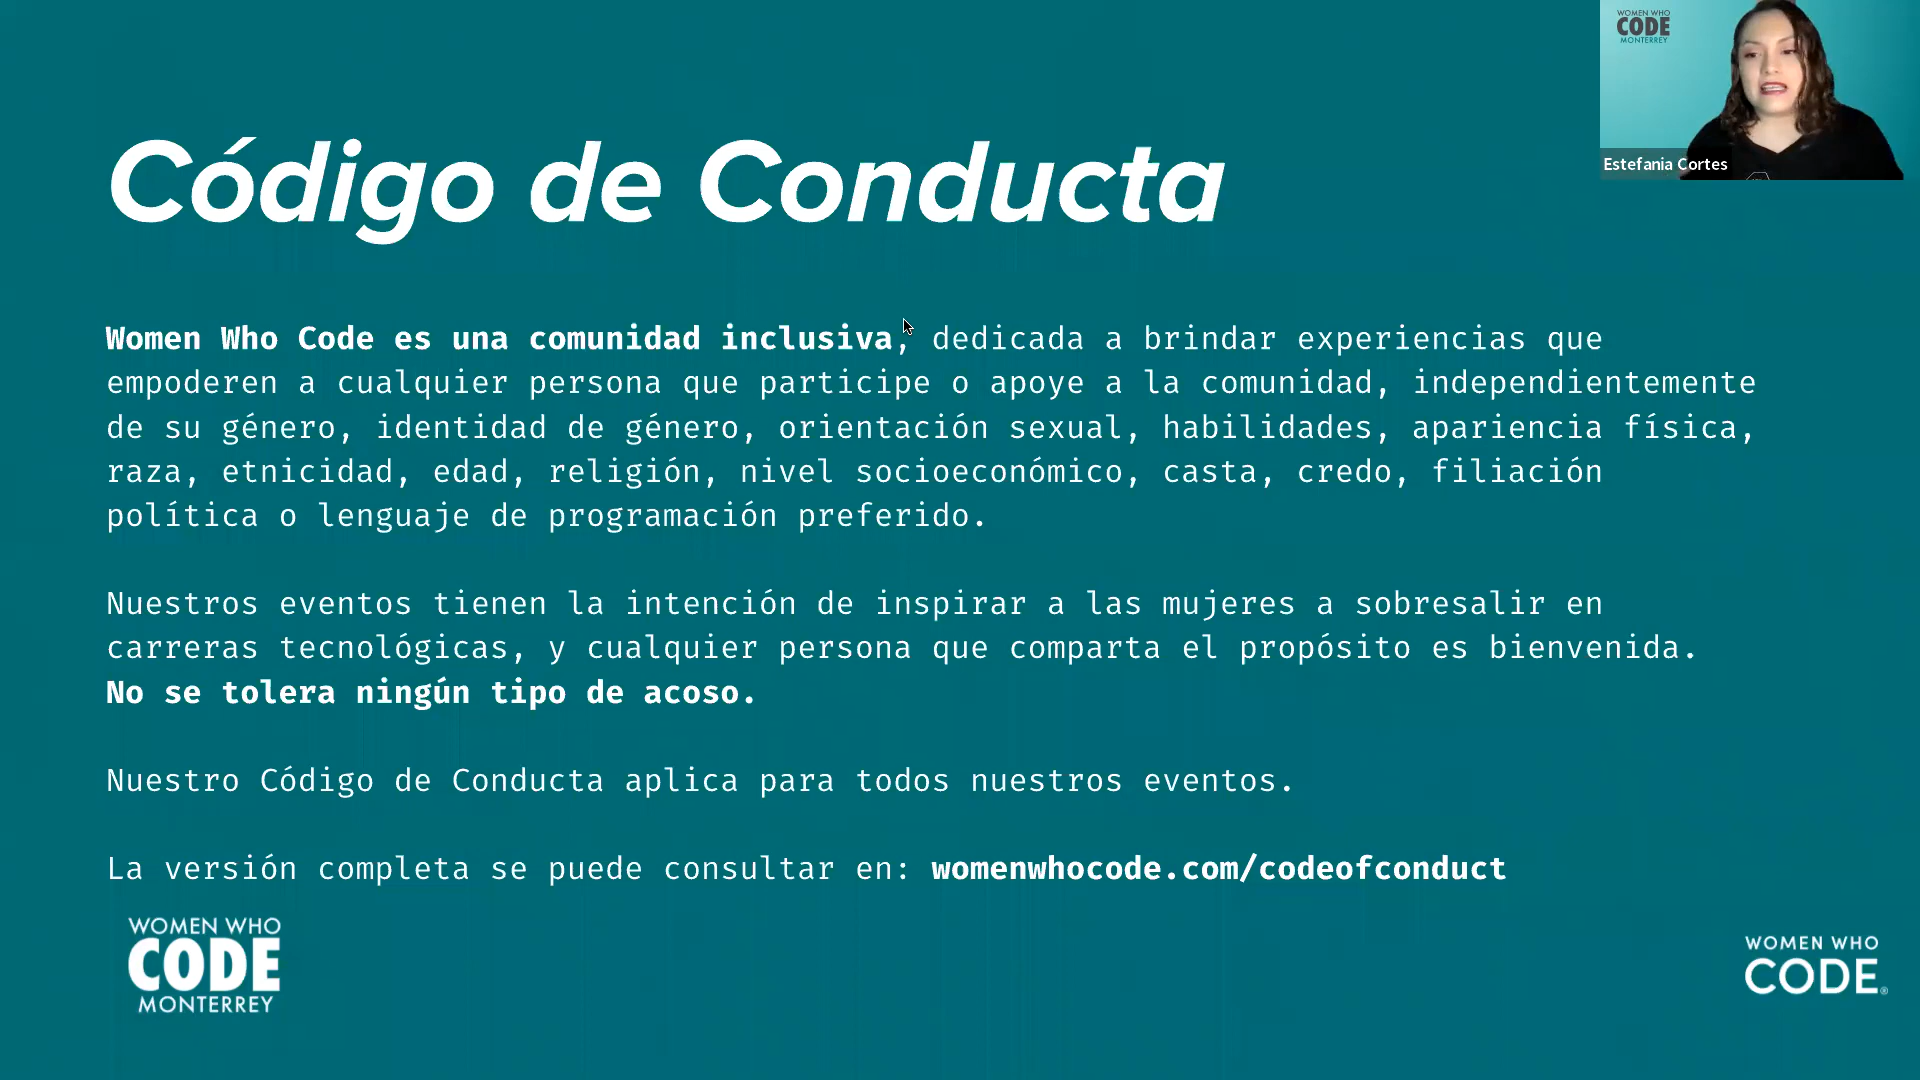 WOMEN WHO
CODE
MONTERREY
Estefania Cortes
Código de Conducta
Women Who Code es una comunidad inclusiva, dedicada a brindar experiencias que
empoderen a cualquier persona que participe o apoye a la comunidad, independientemente
de su género, identidad de género, orientación sexual, habilidades, apariencia física,
raza, etnicidad, edad, religión, nivel socioeconómico, casta, credo, filiación
política o lenguaje de programación preferido.
Nuestros eventos tienen la intención de inspirar a las mujeres a sobresalir en
carreras tecnológicas, y cualquier persona que comparta el propósito es bienvenida.
No se tolera ningún tipo de acoso.
Nuestro Código de Conducta aplica para todos nuestros eventos.
La versión completa se puede consultar en: womenwhocode.com/codeofconduct
WOMEN WHO
CODE
MONTERREY
WOMEN WHO
CODE®